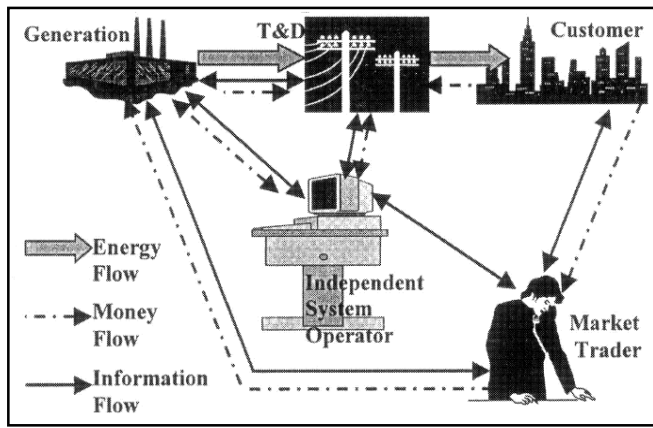 Generation
T&D
Customer
Energy
Flow
Money
Flow
Information
Flow
Independent
System
Operator
Market
Trader